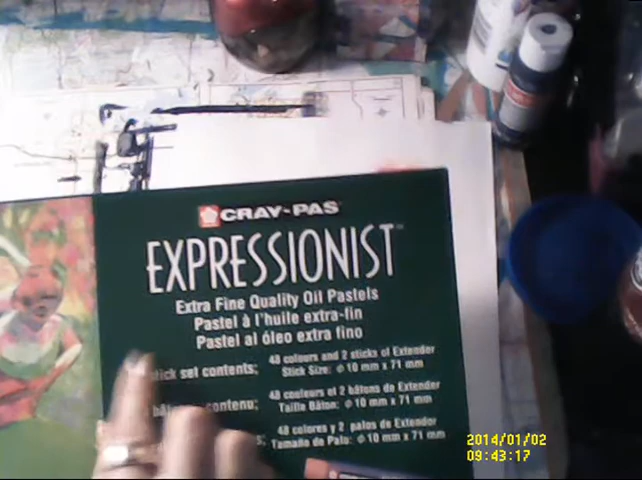 CRAY-PAS
EXPRESSIONIST™
Extra Fine Quality Oil Pastels
Pastel à l'huile extra-fin
Pastel al óleo extra fino
stick set contents;
48 colours and 2 sticks of Extender
Stick Size: φ 10 mm x 71 mm
contenu;
48 couleurs et 2 bâtons de Extender
Taille Bâton: φ 10 mm x 71 mm
48 colores y 2 palos de Extender
Tamaño de Palo: φ 10 mm x 71 mm
2014/01/02
09:43:17